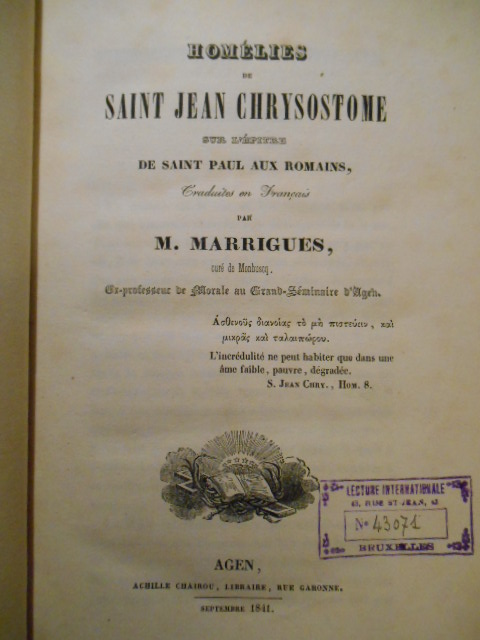 HOMÉLIES
DE
SAINT JEAN CHRYSOSTOME
SUR L'ÉPITRE
DE SAINT PAUL AUX ROMAINS,
Traduites en Français
PAR
M. MARRIGUES,
curé de Monbuscq,
Ex-professeur de Morale au Grand-Séminaire d'Agen.
Ἀσθενοῦς διανοίας τὸ μὴ πιστεύειν, καὶ
μικρᾶς καὶ ταλαιπώρου.
L'incrédulité ne peut habiter que dans une
âme faible, pauvre, dégradée.
S. JEAN CHRY., HOM. 8.
LECTURE INTERNATIONALE
RUE ST JEAN,
No 43071
BRUXELLES
AGEN,
ACHILLE CHAIROU, LIBRAIRE, RUE GARONNE,
SEPTEMBRE 1841.